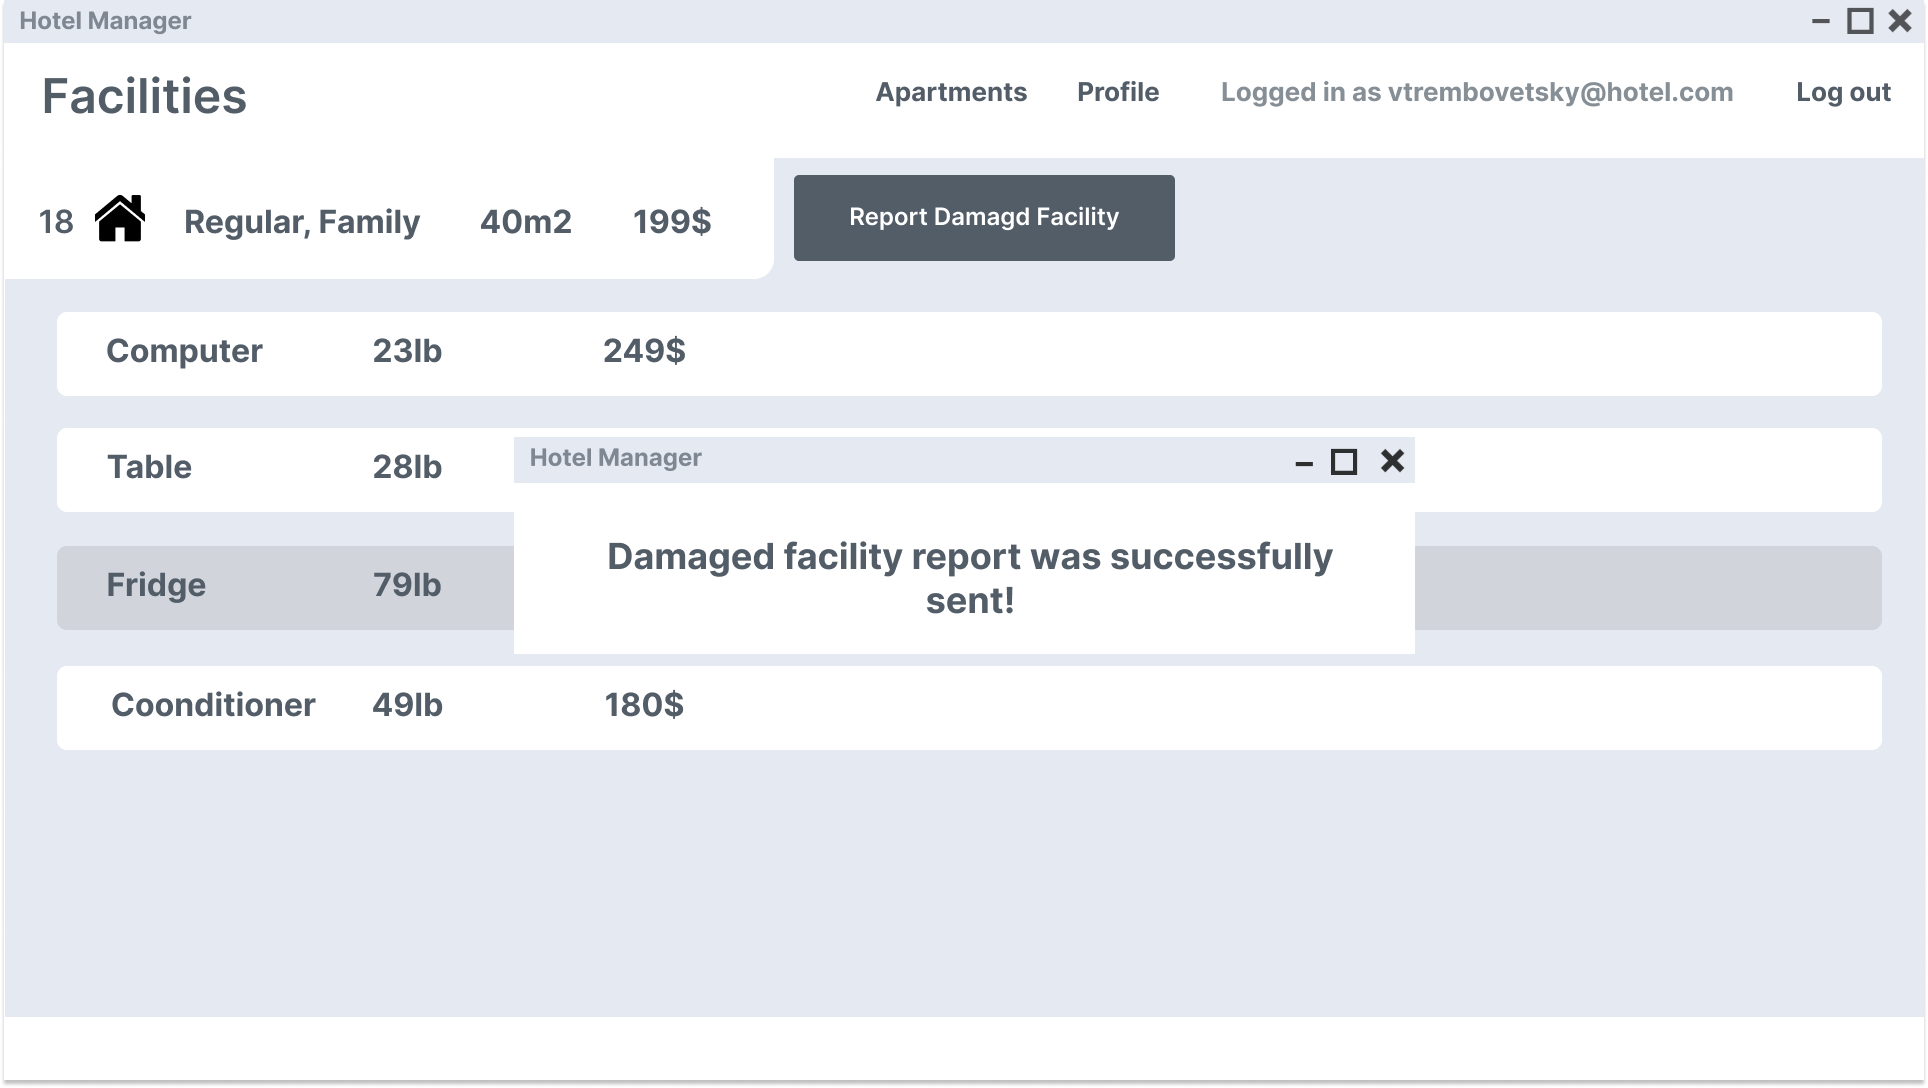 Hotel Manager
Facilities
Apartments Profile Logged in as vtrembovetsky@hotel.com Log out
18 Regular, Family 40m2 199$
Report Damagd Facility
Computer 23lb 249$
Table 28lb
Hotel Manager
Damaged facility report was successfully
sent!
Fridge 79lb
Coonditioner 49lb 180$